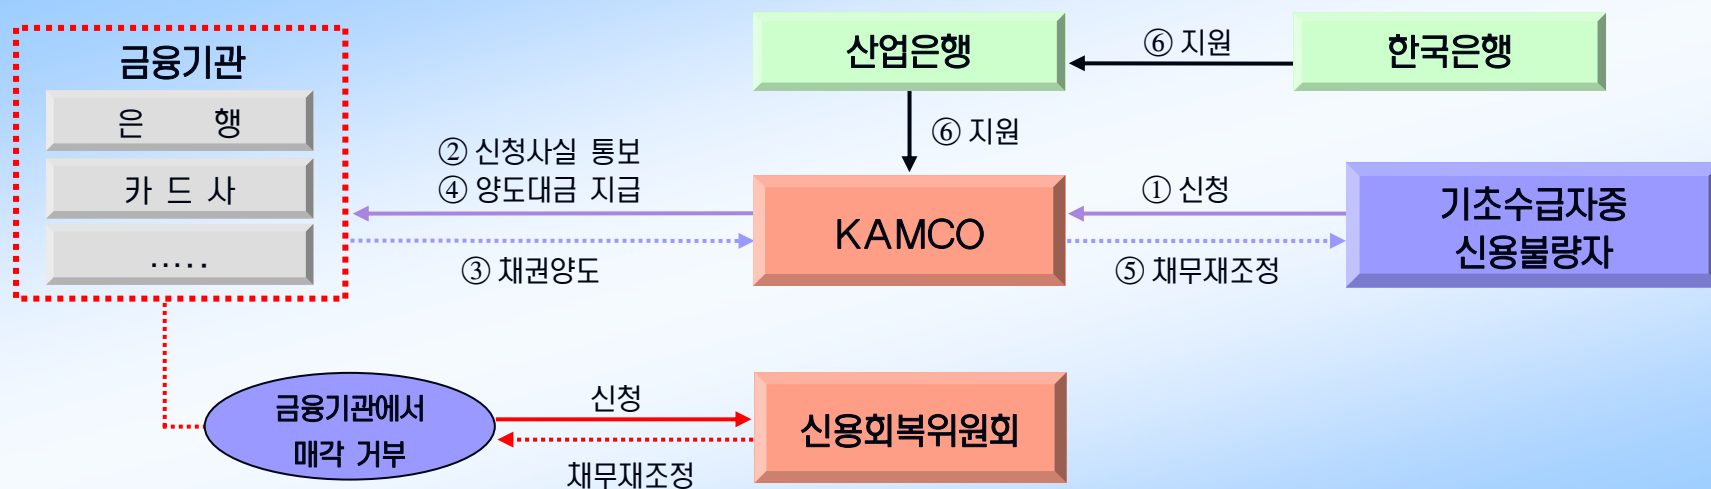 금융기관
은 행
카 드 사
.....
산업은행
⑥ 지원
한국은행
⑥ 지원
② 신청사실 통보
④ 양도대금 지급
③ 채권양도
KAMCO
① 신청
⑤ 채무재조정
기초수급자중
신용불량자
금융기관에서
매각 거부
신청
채무재조정
신용회복위원회